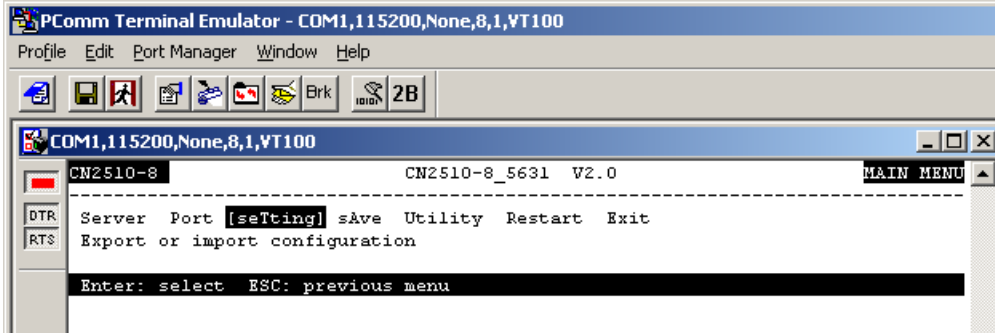 PComm Terminal Emulator - COM1,115200,None,8,1,VT100
Profile Edit Port Manager Window Help
Brk 2B
COM1,115200,None,8,1,VT100
CN2510-8 CN2510-8_5631 V2.0 MAIN MENU
DTR Server Port [seTting] sAve Utility Restart Exit
RTS Export or import configuration
Enter: select ESC: previous menu